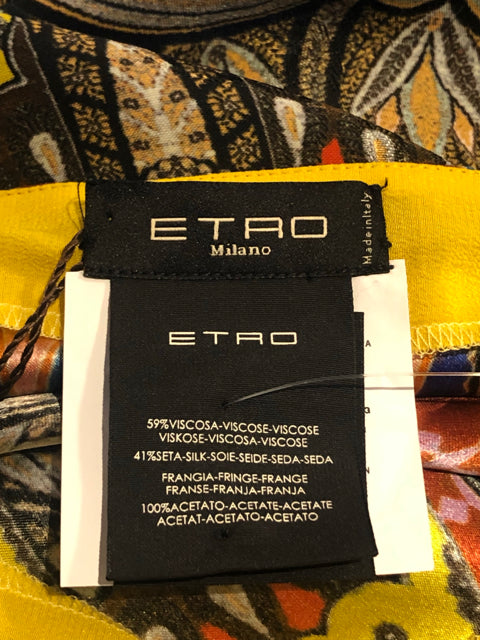 ETRO
Milano
Made in Italy
ETRO
59%VISCOSA-VISCOSE-VISCOSE
VISKOSE-VISCOSA-VISCOSE
41%SETA-SILK-SOIE-SEIDE-SEDA-SEDA
FRANGIA-FRINGE-FRANGE
FRANSE-FRANJA-FRANJA
100%ACETATO-ACETATE-ACETATE
ACETAT-ACETATO-ACETATO
A
G
N